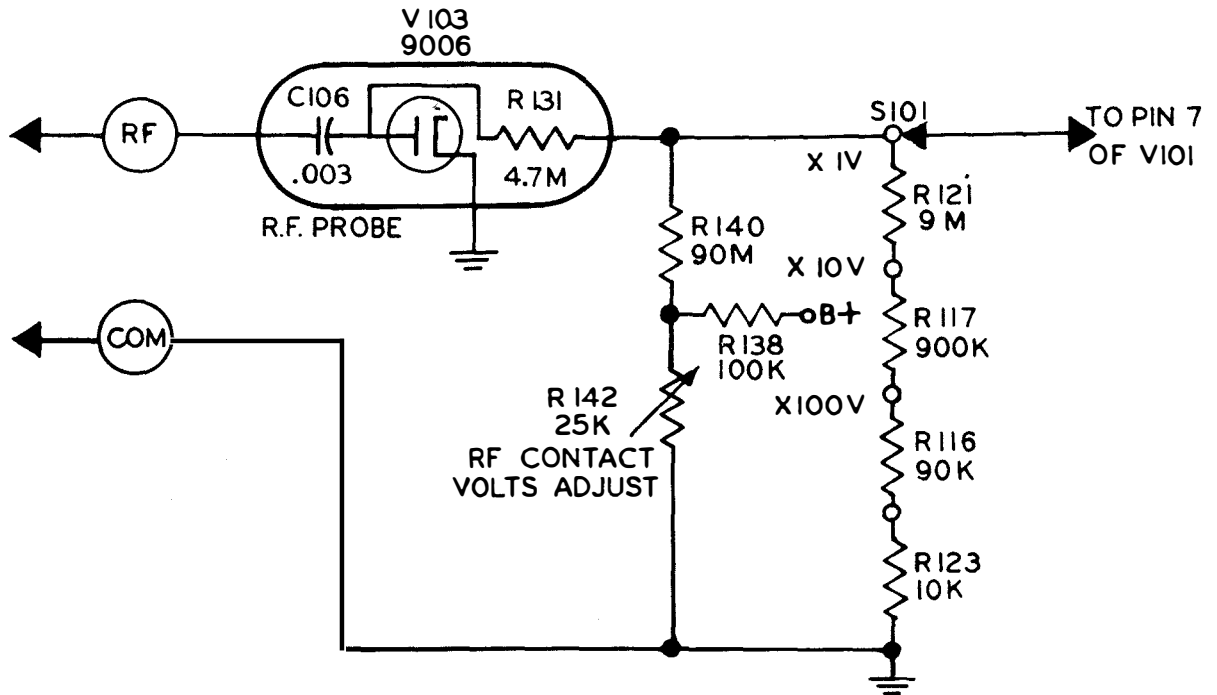 V 103
9006
C106
R 131
.003
4.7M
R.F. PROBE
RF
COM
S101
X 1V
TO PIN 7
OF V101
R 121
9 M
R 140
90M
X 10V
B+
R 138
100K
R 117
900K
R 142
25K
RF CONTACT
VOLTS ADJUST
X100V
R 116
90K
R 123
10K